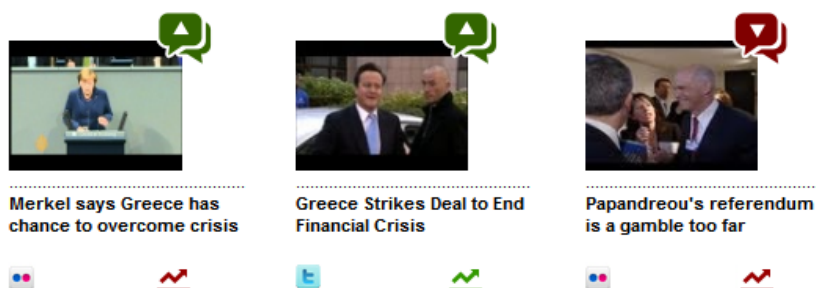 Merkel says Greece has
chance to overcome crisis
Greece Strikes Deal to End
Financial Crisis
Papandreou's referendum
is a gamble too far
t